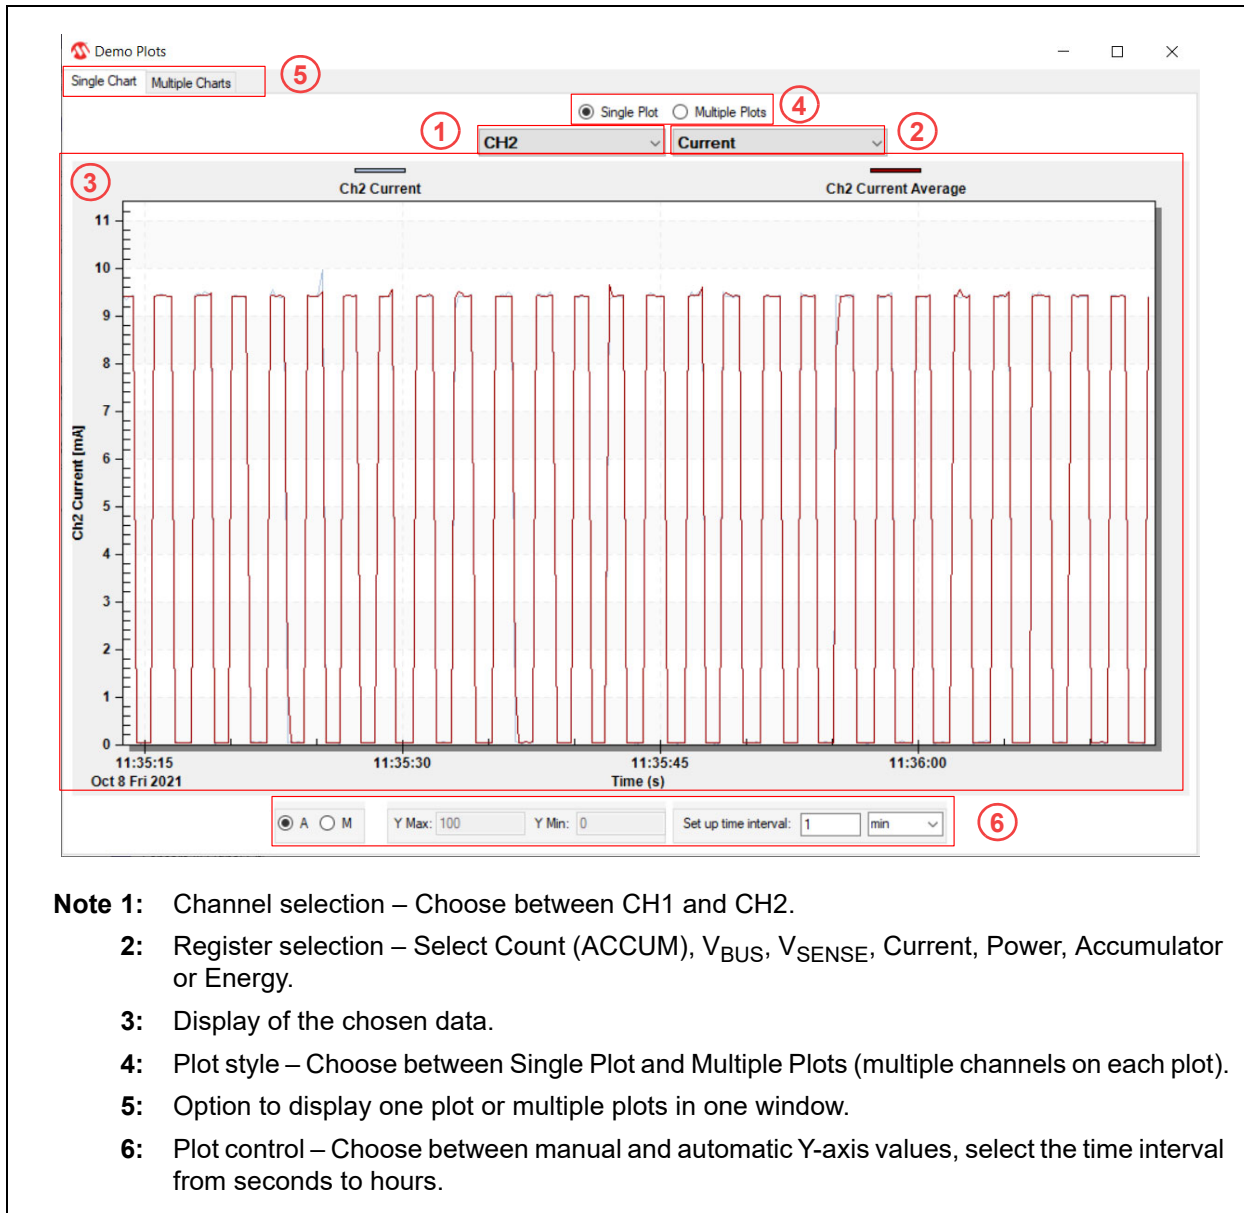 Demo Plots
Single Chart Multiple Charts
5
Single Plot Multiple Plots
4
1
CH2
Current
2
3
Ch2 Current
Ch2 Current Average
11
10
9
8
7
6
5
4
3
2
1
0
Ch2 Current [mA]
11:35:15 11:35:30 11:35:45 11:36:00
Oct 8 Fri 2021
Time (s)
A M Y Max: 100 Y Min: 0 Set up time interval: 1 min
6
Note 1: Channel selection – Choose between CH1 and CH2.
2: Register selection – Select Count (ACCUM), VBUS, VSENSE, Current, Power, Accumulator
or Energy.
3: Display of the chosen data.
4: Plot style – Choose between Single Plot and Multiple Plots (multiple channels on each plot).
5: Option to display one plot or multiple plots in one window.
6: Plot control – Choose between manual and automatic Y-axis values, select the time interval
from seconds to hours.